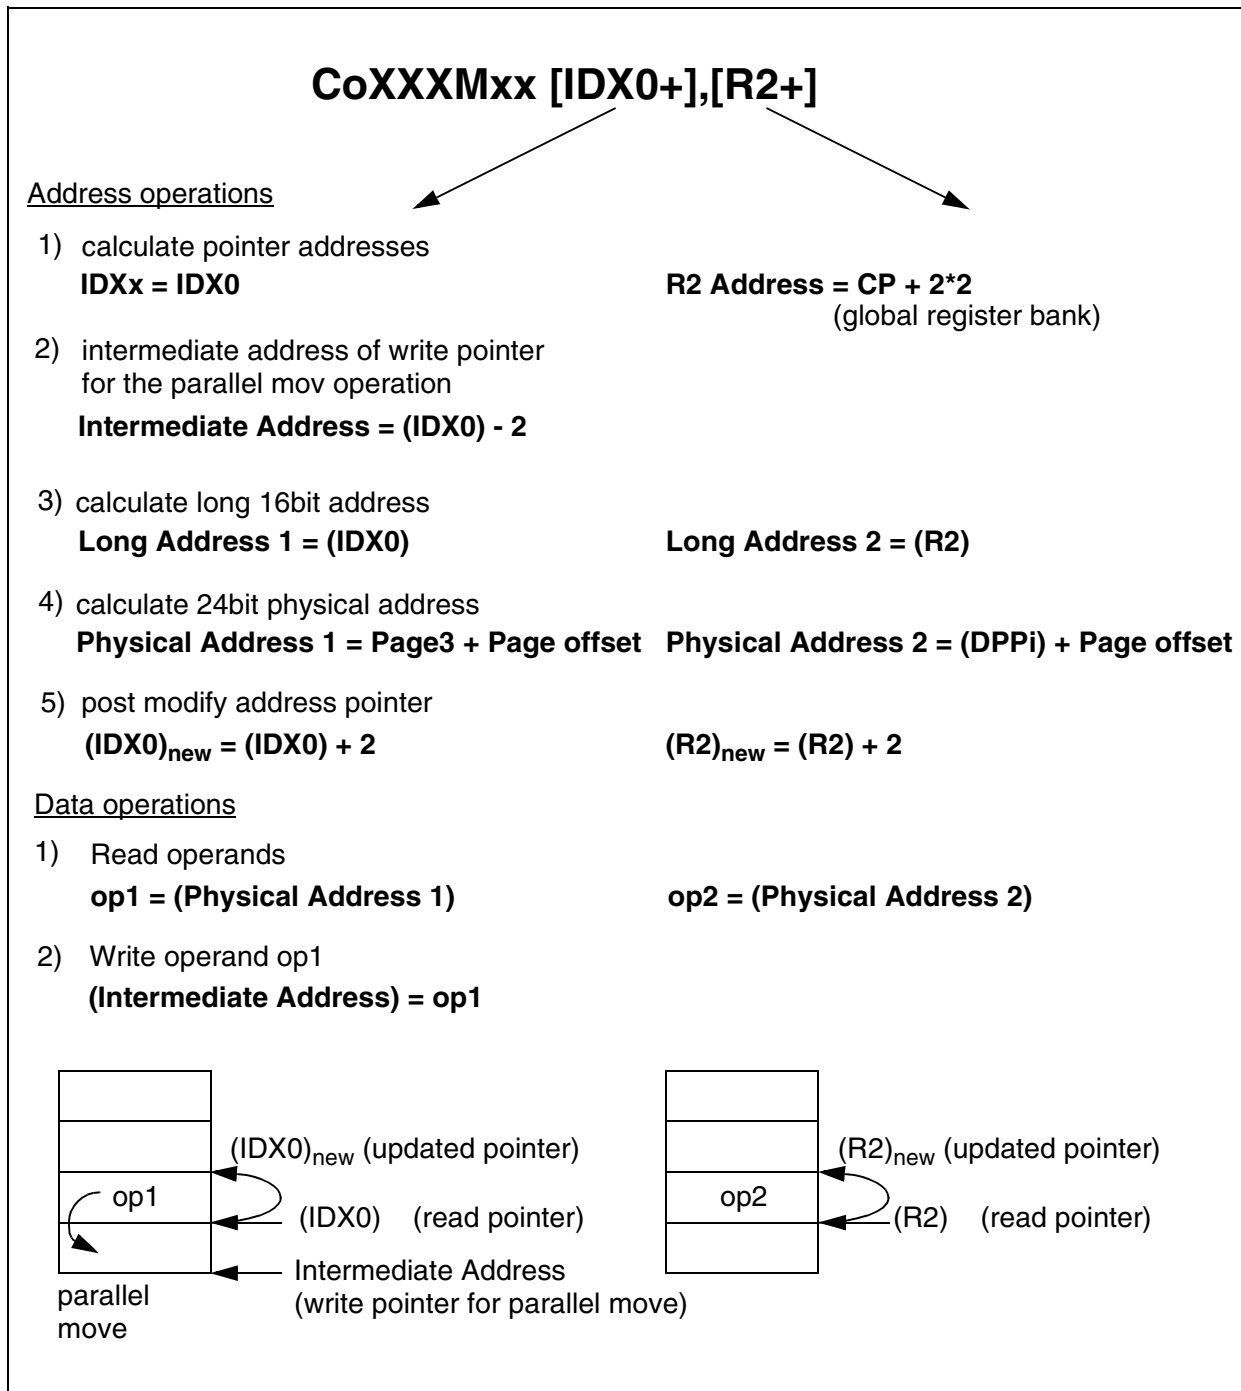 CoXXXMxx [IDX0+],[R2+]
Address operations
1) calculate pointer addresses
IDXx = IDX0
R2 Address = CP + 2*2
(global register bank)
2) intermediate address of write pointer
for the parallel mov operation
Intermediate Address = (IDX0) - 2
3) calculate long 16bit address
Long Address 1 = (IDX0)
Long Address 2 = (R2)
4) calculate 24bit physical address
Physical Address 1 = Page3 + Page offset
Physical Address 2 = (DPPi) + Page offset
5) post modify address pointer
(IDX0)new = (IDX0) + 2
(R2)new = (R2) + 2
Data operations
1) Read operands
op1 = (Physical Address 1)
op2 = (Physical Address 2)
2) Write operand op1
(Intermediate Address) = op1
(IDX0)new (updated pointer)
op1
(IDX0) (read pointer)
Intermediate Address
(write pointer for parallel move)
parallel
move
(R2)new (updated pointer)
op2
(R2) (read pointer)